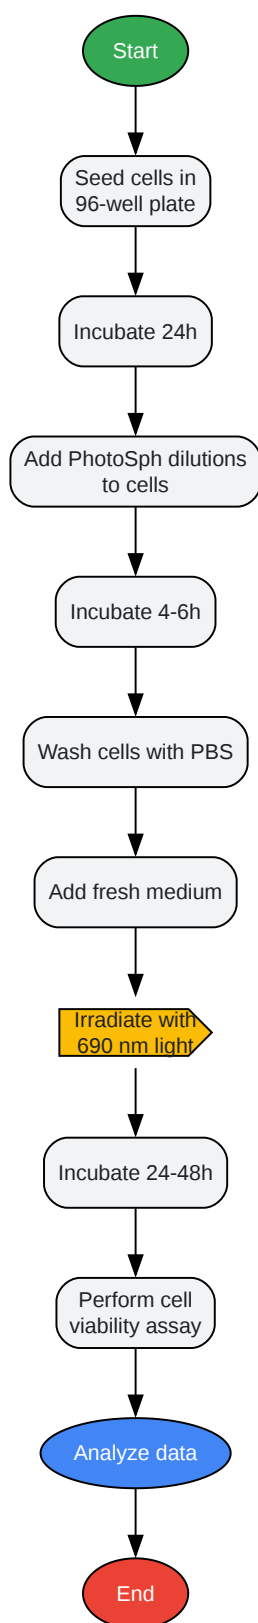 Start
Seed cells in
96-well plate
Incubate 24h
Add PhotoSph dilutions
to cells
Incubate 4-6h
Wash cells with PBS
Add fresh medium
Irradiate with
690 nm light
Incubate 24-48h
Perform cell
viability assay
Analyze data
End